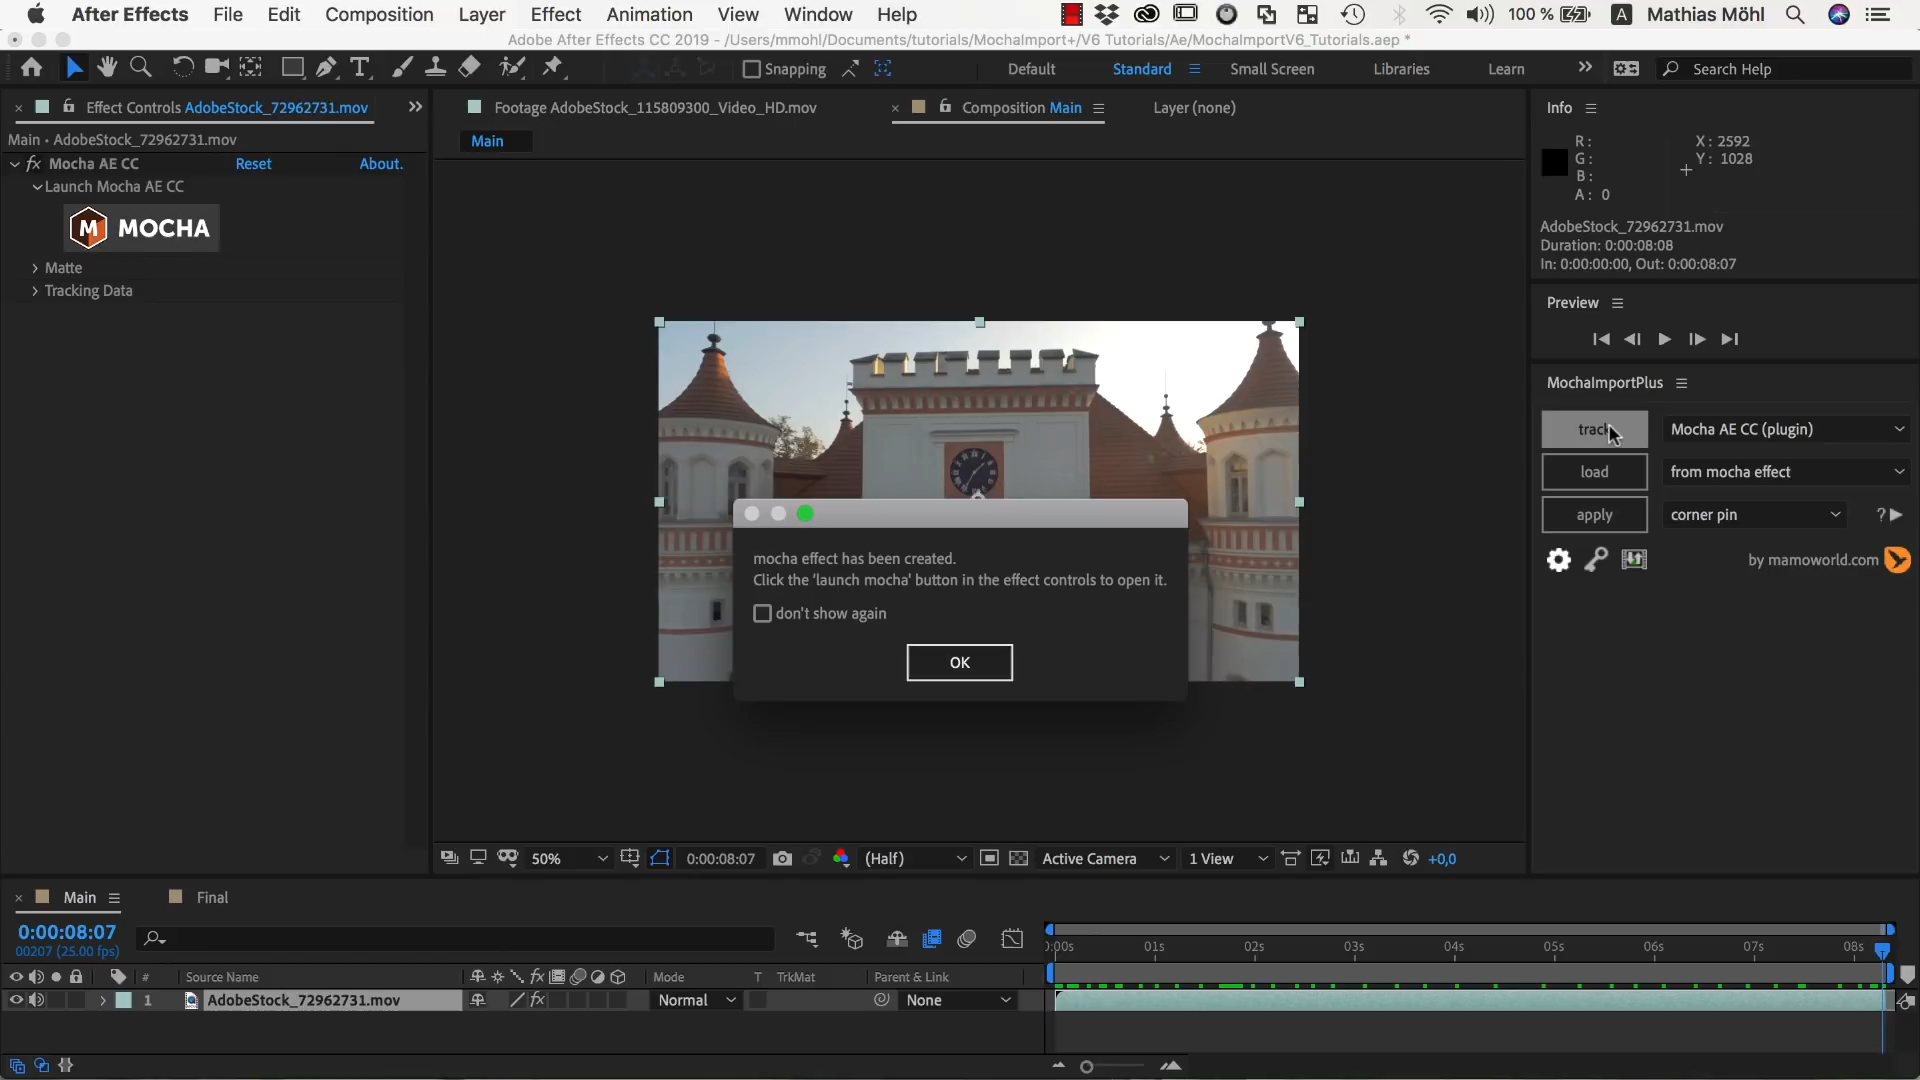 After Effects File Edit Composition Layer Effect Animation View Window Help 100 % A Mathias Möhl
Adobe After Effects CC 2019 - /Users/mmohl/Documents/tutorials/MochaImport+/V6 Tutorials/Ae/MochaImportV6_Tutorials.aep *
Snapping Default Standard Small Screen Libraries Learn Search Help
Effect Controls AdobeStock_72962731.mov
Footage AdobeStock_115809300_Video_HD.mov
Composition Main
Layer (none)
Info
Main • AdobeStock_72962731.mov
Main
fx Mocha AE CC Reset About.
Launch Mocha AE CC
M MOCHA
Matte
Tracking Data
R :
G :
B :
A : 0
X : 2592
Y : 1028
AdobeStock_72962731.mov
Duration: 0:00:08:08
In: 0:00:00:00, Out: 0:00:08:07
Preview
MochaImportPlus
track Mocha AE CC (plugin)
load from mocha effect
apply corner pin ?
by mamoworld.com
mocha effect has been created.
Click the 'launch mocha' button in the effect controls to open it.
don't show again
OK
50% 0:00:08:07 (Half) Active Camera 1 View +0,0
Main Final
0:00:08:07
00207 (25.00 fps)
:00s 01s 02s 03s 04s 05s 06s 07s 08s
# Source Name fx Mode T TrkMat Parent & Link
1 AdobeStock_72962731.mov fx Normal None